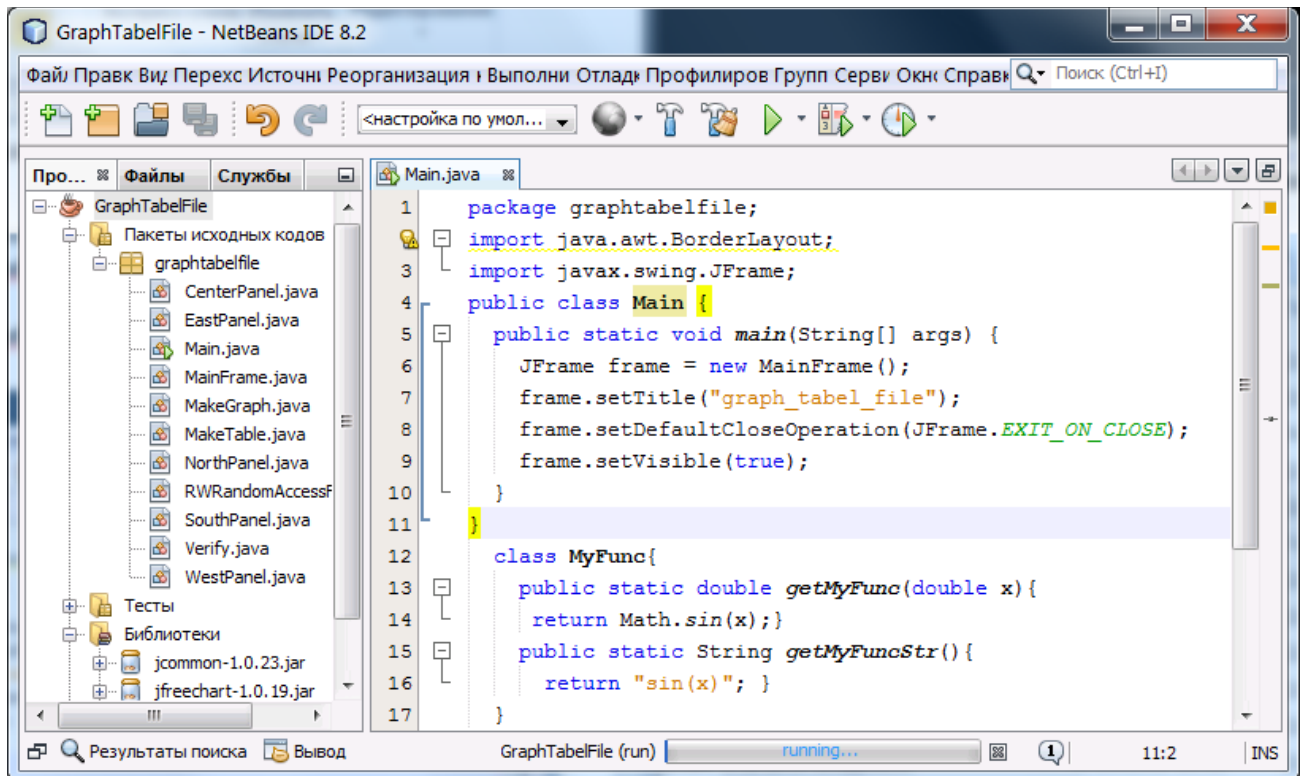 GraphTabelFile - NetBeans IDE 8.2
Фай Правк Вид Перехс Источн Реорганизация Выполни Отлад Профилиров Групп Серви Окн Справ Поиск (Ctrl+I)
<настройка по умол...
Про... Файлы Службы
Main.java
GraphTabelFile
Пакеты исходных кодов
graphtabelfile
CenterPanel.java
EastPanel.java
Main.java
MainFrame.java
MakeGraph.java
MakeTable.java
NorthPanel.java
RWRandomAccessF
SouthPanel.java
Verify.java
WestPanel.java
Тесты
Библиотеки
jcommon-1.0.23.jar
jfreechart-1.0.19.jar
1 package graphtabelfile;
import java.awt.BorderLayout;
3 import javax.swing.JFrame;
4 public class Main {
5 public static void main(String[] args) {
6 JFrame frame = new MainFrame();
7 frame.setTitle("graph_tabel_file");
8 frame.setDefaultCloseOperation(JFrame.EXIT_ON_CLOSE);
9 frame.setVisible(true);
10 }
11 }
12 class MyFunc{
13 public static double getMyFunc(double x){
14 return Math.sin(x);}
15 public static String getMyFuncStr(){
16 return "sin(x)"; }
17 }
Результаты поиска Вывод GraphTabelFile (run) running... 1 11:2 INS